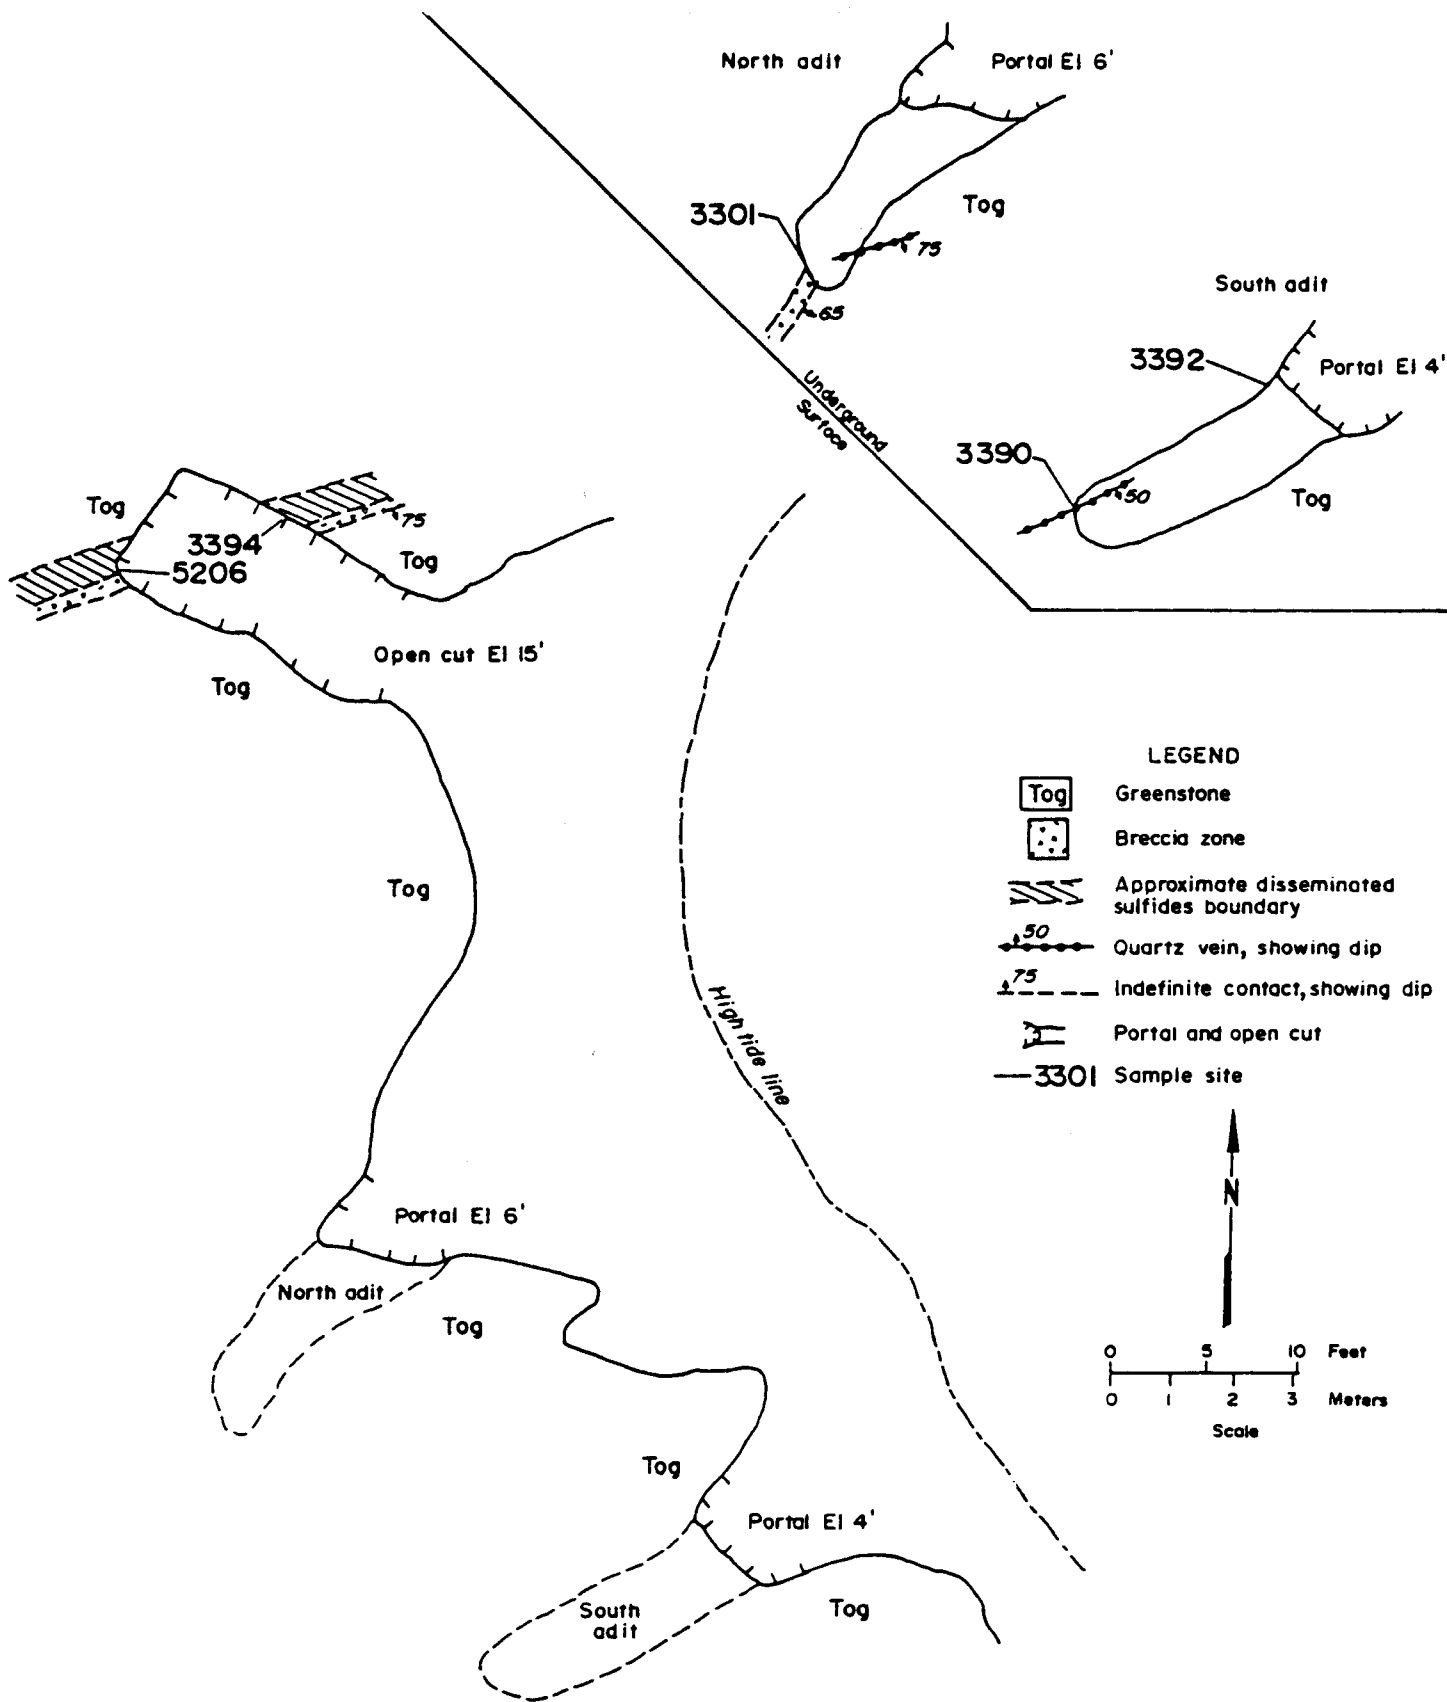 North adit
Portal El 6'
3301
Tog
75
65
South adit
3392
Portal El 4'
3390
50
Tog
Underground
Surface
Tog
75
3394
Tog
5206
Open cut El 15'
Tog
LEGEND
Tog Greenstone
Breccia zone
Approximate disseminated
sulfides boundary
50 Quartz vein, showing dip
75 Indefinite contact, showing dip
Portal and open cut
3301 Sample site
Tog
High tide line
N
Portal El 6'
North adit
Tog
0 5 10 Feet
0 1 2 3 Meters
Scale
Tog
Portal El 4'
South
adit
Tog